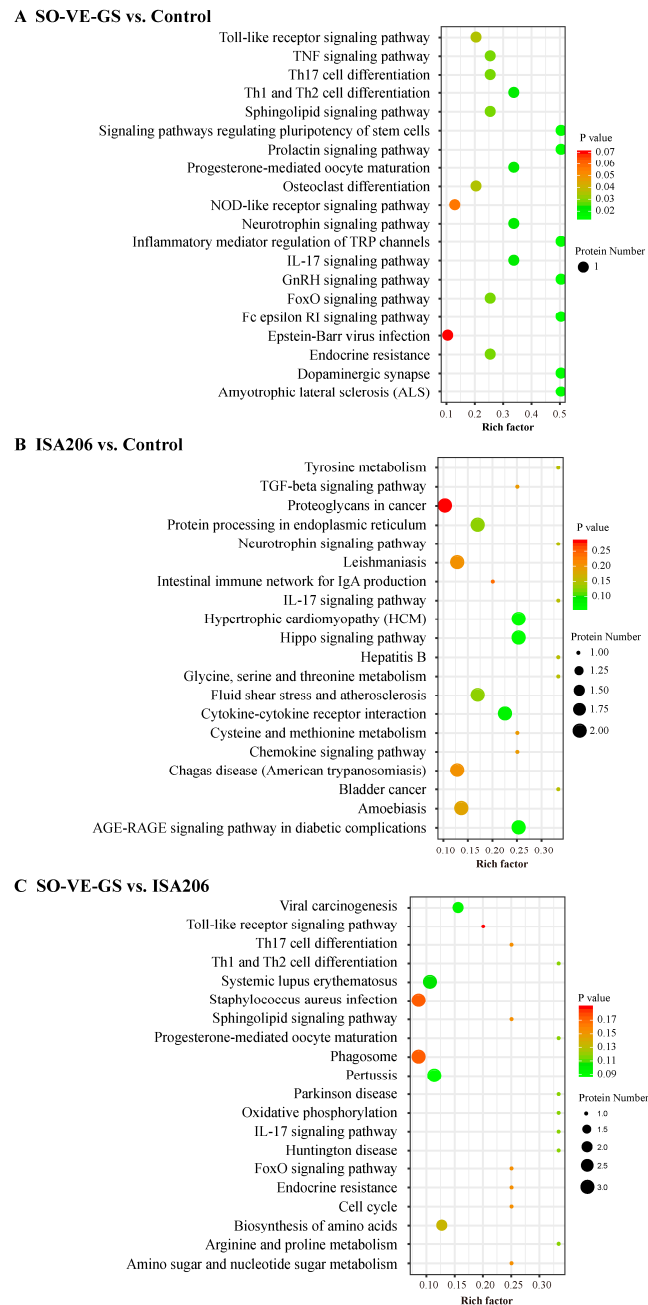 A SO-VE-GS vs. Control
Toll-like receptor signaling pathway
TNF signaling pathway
Th17 cell differentiation
Th1 and Th2 cell differentiation
Sphingolipid signaling pathway
Signaling pathways regulating pluripotency of stem cells
Prolactin signaling pathway
Progesterone-mediated oocyte maturation
Osteoclast differentiation
NOD-like receptor signaling pathway
Neurotrophin signaling pathway
Inflammatory mediator regulation of TRP channels
IL-17 signaling pathway
GnRH signaling pathway
FoxO signaling pathway
Fc epsilon RI signaling pathway
Epstein-Barr virus infection
Endocrine resistance
Dopaminergic synapse
Amyotrophic lateral sclerosis (ALS)
0.1 0.2 0.3 0.4 0.5
Rich factor
P value
0.07
0.06
0.05
0.04
0.03
0.02
Protein Number
1
B ISA206 vs. Control
Tyrosine metabolism
TGF-beta signaling pathway
Proteoglycans in cancer
Protein processing in endoplasmic reticulum
Neurotrophin signaling pathway
Leishmaniasis
Intestinal immune network for IgA production
IL-17 signaling pathway
Hypertrophic cardiomyopathy (HCM)
Hippo signaling pathway
Hepatitis B
Glycine, serine and threonine metabolism
Fluid shear stress and atherosclerosis
Cytokine-cytokine receptor interaction
Cysteine and methionine metabolism
Chemokine signaling pathway
Chagas disease (American trypanosomiasis)
Bladder cancer
Amoebiasis
AGE-RAGE signaling pathway in diabetic complications
0.10 0.15 0.20 0.25 0.30
Rich factor
P value
0.25
0.20
0.15
0.10
Protein Number
1.00
1.25
1.50
1.75
2.00
C SO-VE-GS vs. ISA206
Viral carcinogenesis
Toll-like receptor signaling pathway
Th17 cell differentiation
Th1 and Th2 cell differentiation
Systemic lupus erythematosus
Staphylococcus aureus infection
Sphingolipid signaling pathway
Progesterone-mediated oocyte maturation
Phagosome
Pertussis
Parkinson disease
Oxidative phosphorylation
IL-17 signaling pathway
Huntington disease
FoxO signaling pathway
Endocrine resistance
Cell cycle
Biosynthesis of amino acids
Arginine and proline metabolism
Amino sugar and nucleotide sugar metabolism
0.10 0.15 0.20 0.25 0.30
Rich factor
P value
0.17
0.15
0.13
0.11
0.09
Protein Number
1.0
1.5
2.0
2.5
3.0